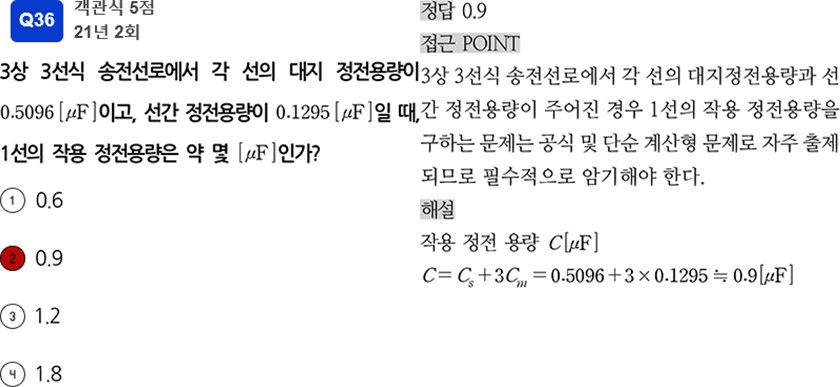 Q36
객관식 5점
21년 2회
3상 3선식 송전선로에서 각 선의 대지 정전용량이
0.5096[μF]이고, 선간 정전용량이 0.1295[μF]일 때,
1선의 작용 정전용량은 약 몇 [μF]인가?
1 0.6
2 0.9
3 1.2
4 1.8
정답 0.9
접근 POINT
3상 3선식 송전선로에서 각 선의 대지정전용량과 선
간 정전용량이 주어진 경우 1선의 작용 정전용량을
구하는 문제는 공식 및 단순 계산형 문제로 자주 출제
되므로 필수적으로 암기해야 한다.
해설
작용 정전 용량 C[μF]
C = Cs + 3Cm = 0.5096 + 3 × 0.1295 ≒ 0.9[μF]